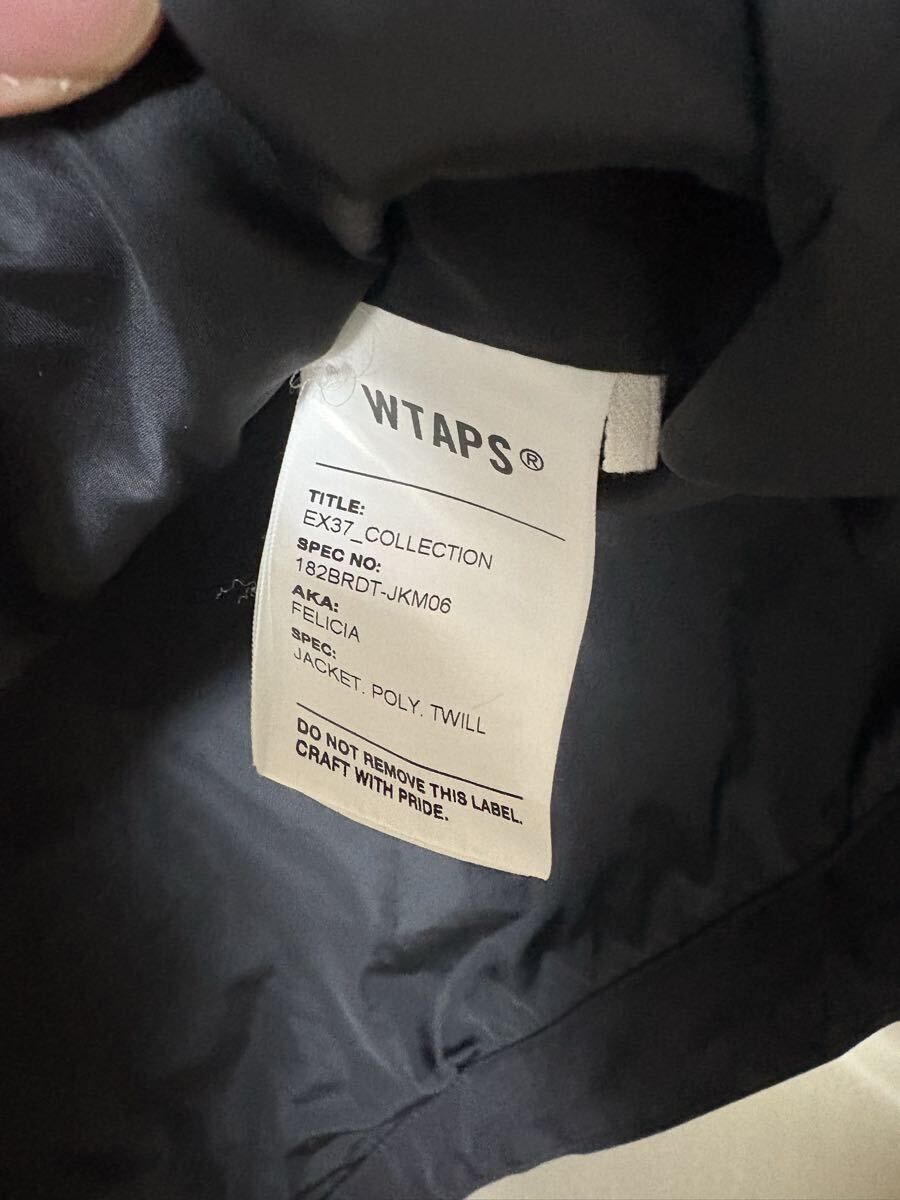 WTAPS®
TITLE:
EX37_COLLECTION
SPEC NO:
182BRDT-JKM06
AKA:
FELICIA
SPEC:
JACKET. POLY. TWILL
DO NOT REMOVE THIS LABEL.
CRAFT WITH PRIDE.